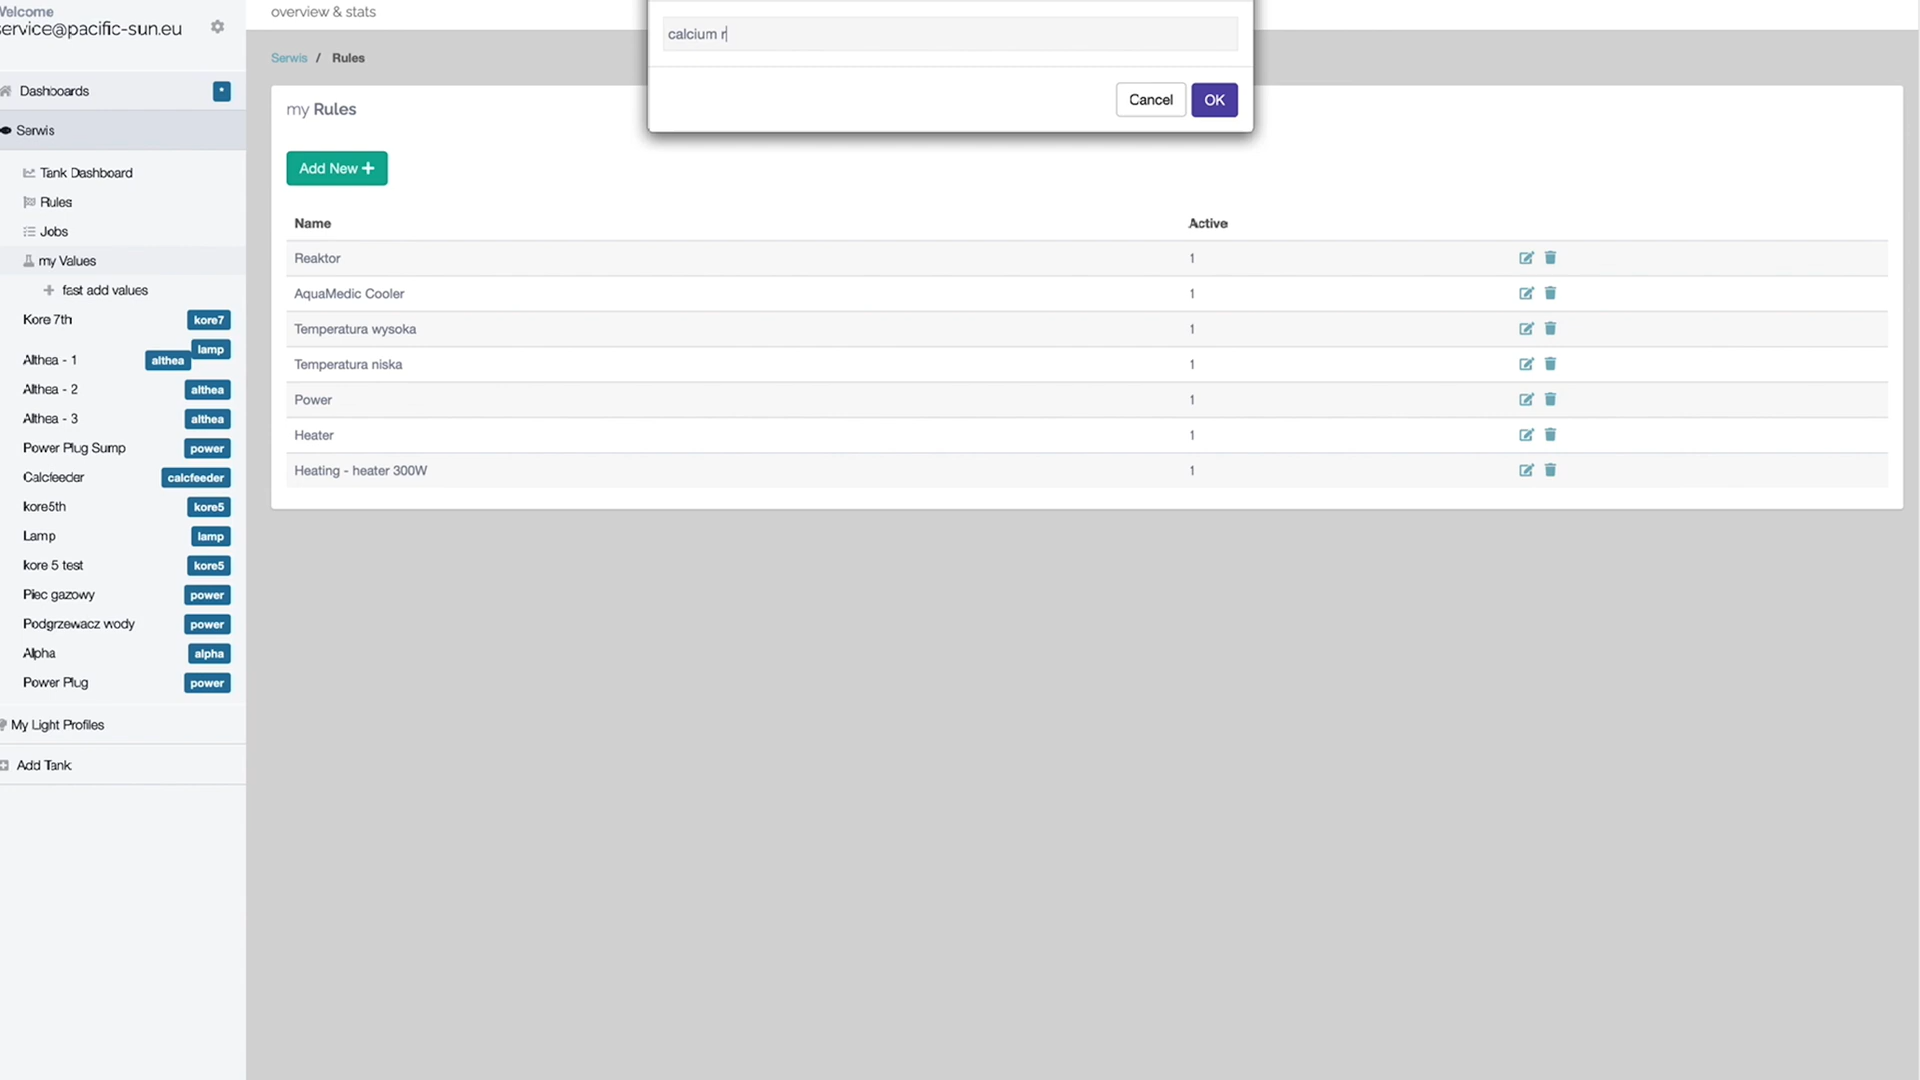 Welcome
service@pacific-sun.eu
Dashboards
Serwis
Tank Dashboard
Rules
Jobs
my Values
fast add values
Kore 7th kore7
lamp
Althea - 1 althea
Althea - 2 althea
Althea - 3 althea
Power Plug Sump power
Calcfeeder calcfeeder
kore5th kore5
Lamp lamp
kore 5 test kore5
Piec gazowy power
Podgrzewacz wody power
Alpha alpha
Power Plug power
My Light Profiles
Add Tank
overview & stats
Serwis / Rules
calcium r
Cancel OK
my Rules
Add New +
Name Active
Reaktor 1
AquaMedic Cooler 1
Temperatura wysoka 1
Temperatura niska 1
Power 1
Heater 1
Heating - heater 300W 1